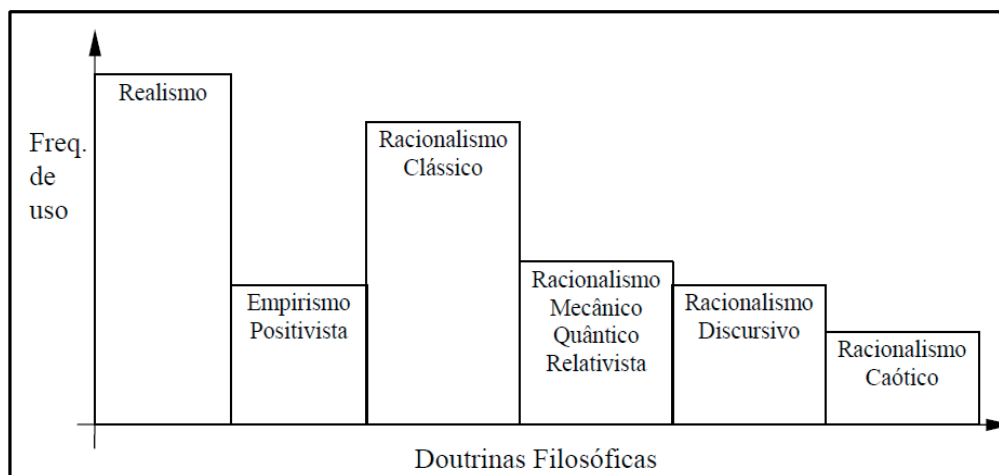 Freq.
de
uso
Realismo
Empirismo
Positivista
Racionalismo
Clássico
Racionalismo
Mecânico
Quântico
Relativista
Racionalismo
Discursivo
Racionalismo
Caótico
Doutrinas Filosóficas